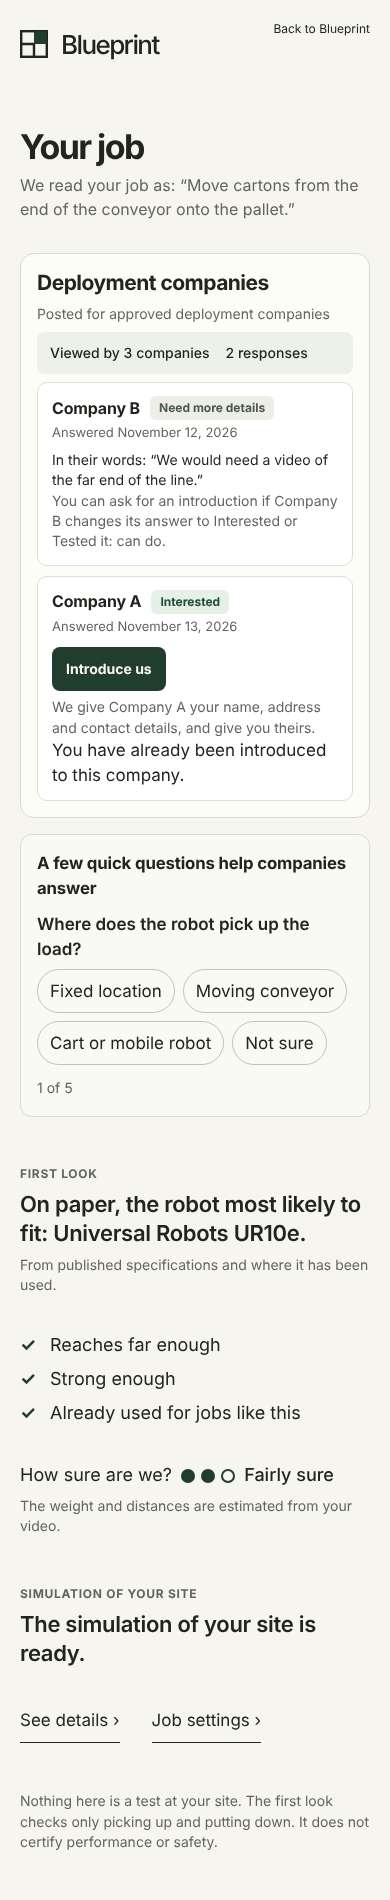 Blueprint
Back to Blueprint
Your job
We read your job as: “Move cartons from the
end of the conveyor onto the pallet.”
Deployment companies
Posted for approved deployment companies
Viewed by 3 companies 2 responses
Company B Need more details
Answered November 12, 2026
In their words: “We would need a video of
the far end of the line.”
You can ask for an introduction if Company
B changes its answer to Interested or
Tested it: can do.
Company A Interested
Answered November 13, 2026
Introduce us
We give Company A your name, address
and contact details, and give you theirs.
You have already been introduced
to this company.
A few quick questions help companies
answer
Where does the robot pick up the
load?
Fixed location Moving conveyor
Cart or mobile robot Not sure
1 of 5
FIRST LOOK
On paper, the robot most likely to
fit: Universal Robots UR10e.
From published specifications and where it has been
used.
Reaches far enough
Strong enough
Already used for jobs like this
How sure are we? Fairly sure
The weight and distances are estimated from your
video.
SIMULATION OF YOUR SITE
The simulation of your site is
ready.
See details › Job settings ›
Nothing here is a test at your site. The first look
checks only picking up and putting down. It does not
certify performance or safety.